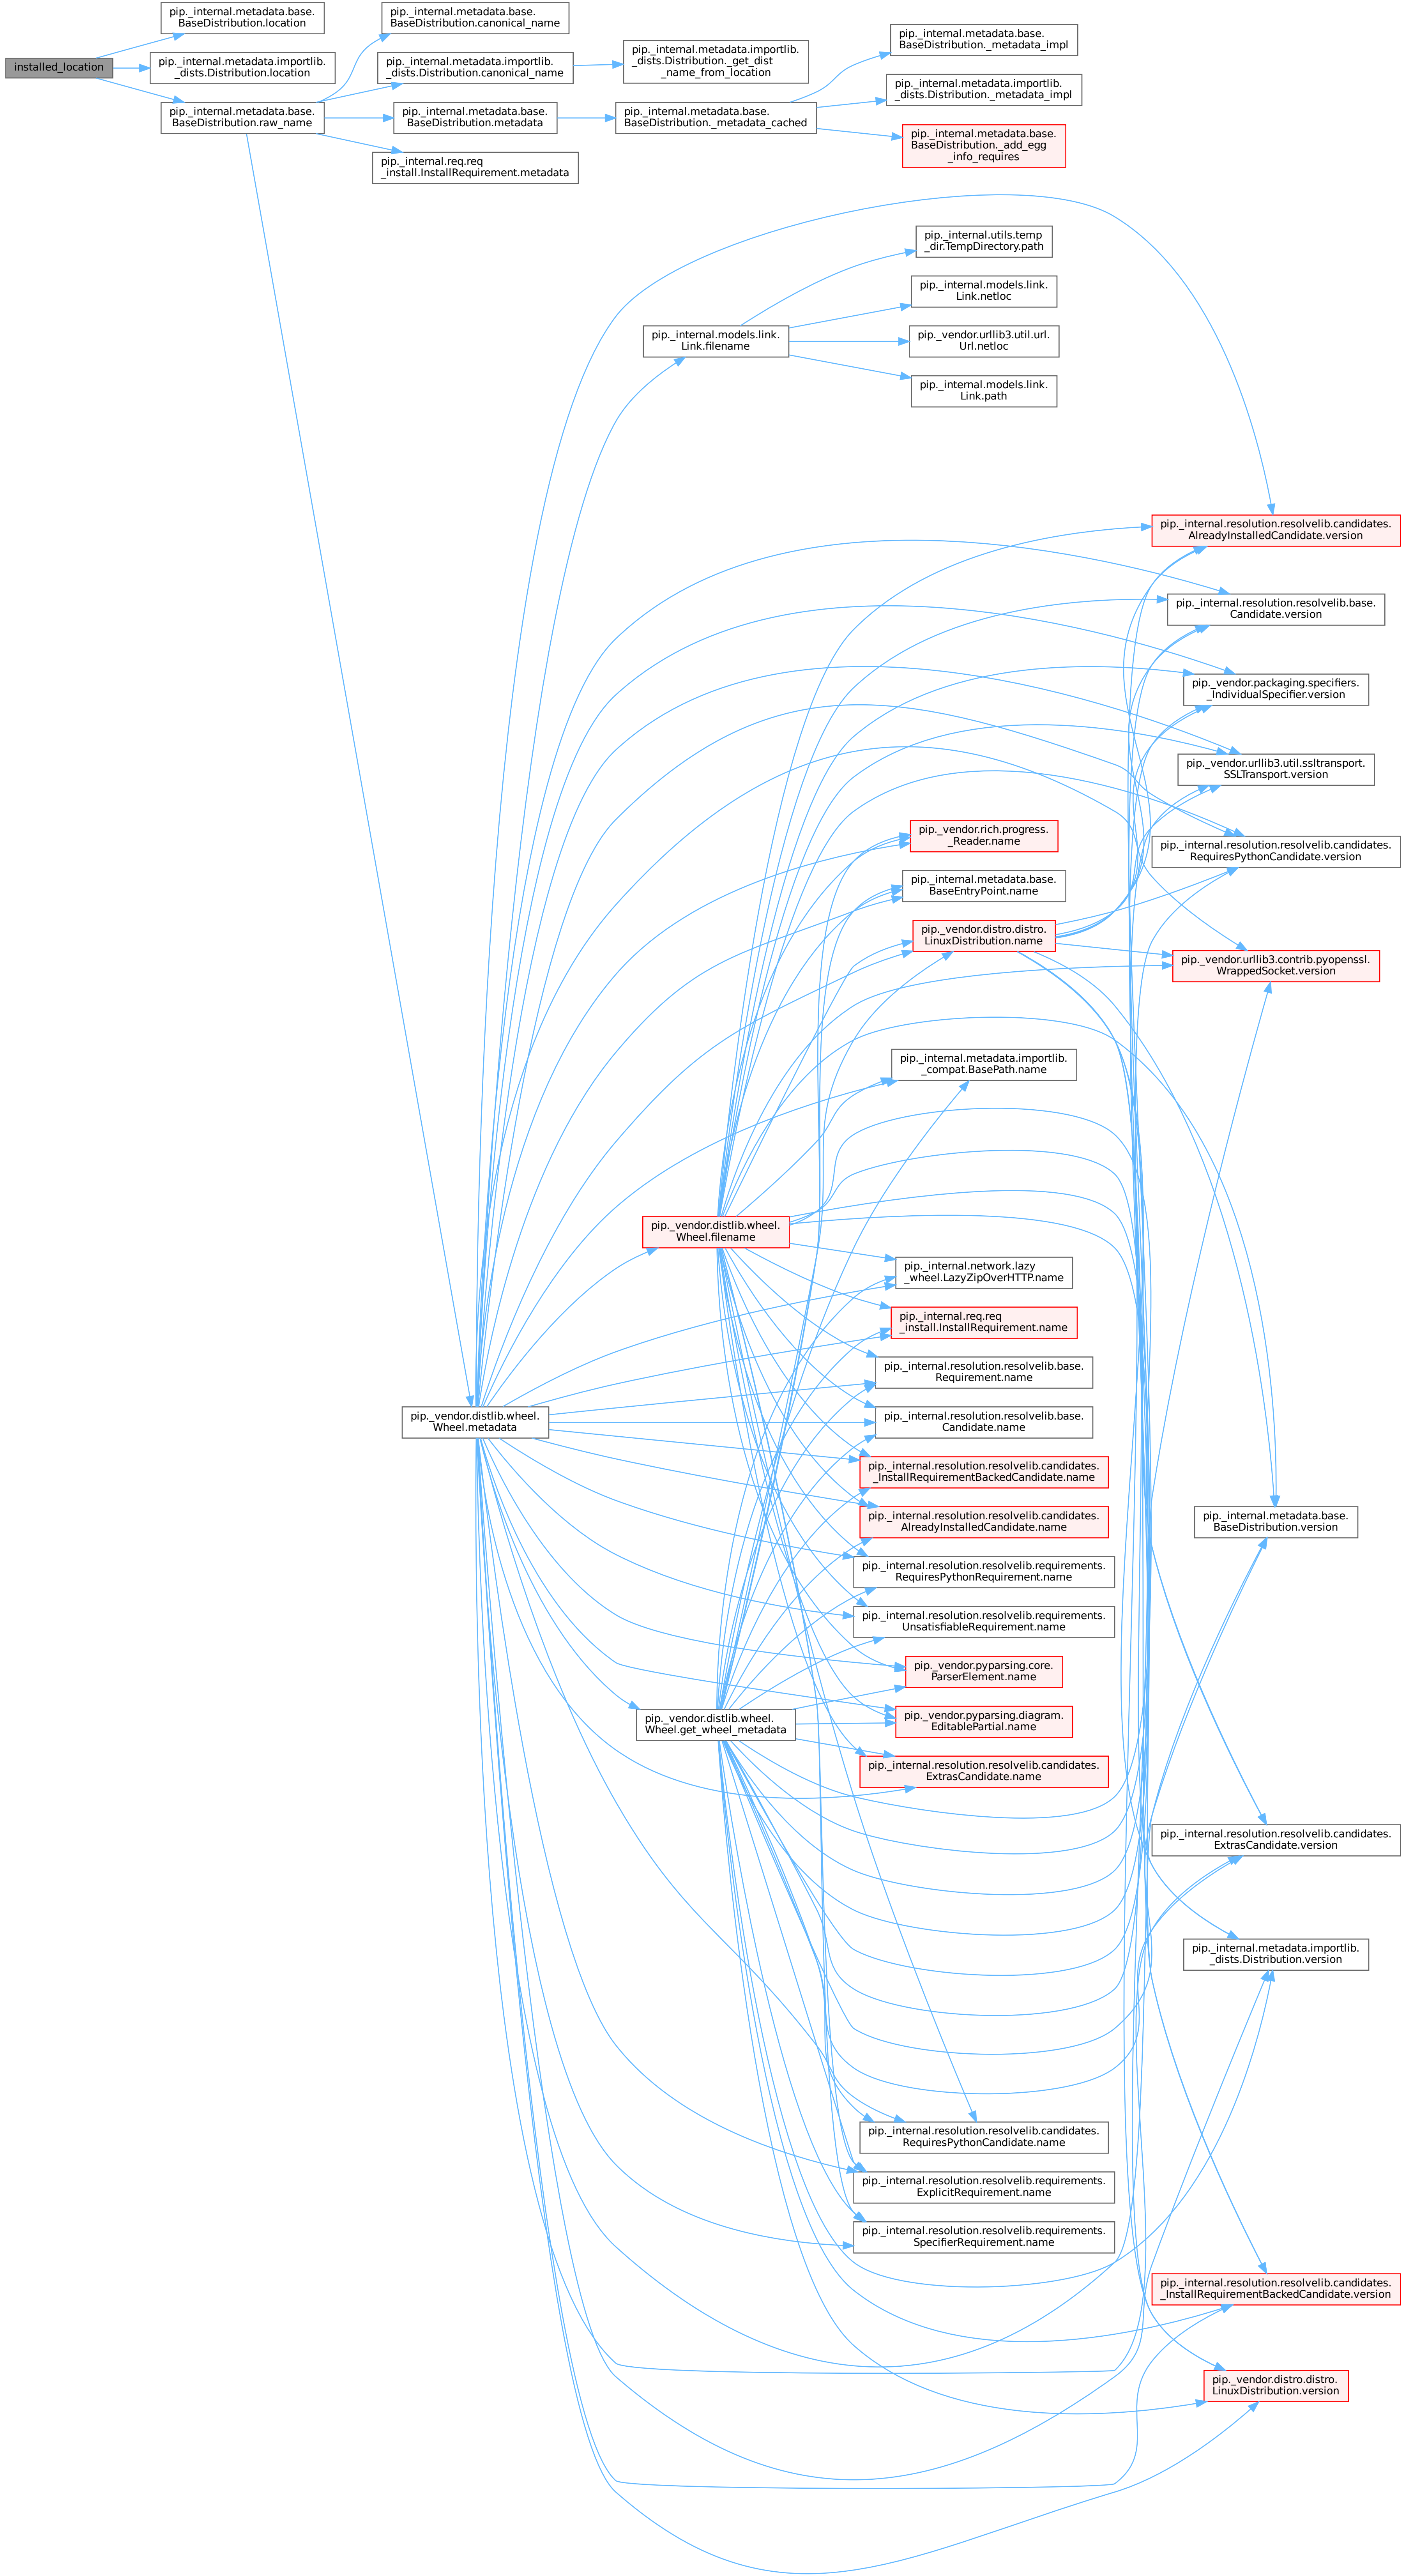 installed_location
pip._internal.metadata.base.
BaseDistribution.location
pip._internal.metadata.importlib.
_dists.Distribution.location
pip._internal.metadata.base.
BaseDistribution.raw_name
pip._internal.metadata.base.
BaseDistribution.canonical_name
pip._internal.metadata.importlib.
_dists.Distribution.canonical_name
pip._internal.metadata.base.
BaseDistribution.metadata
pip._internal.req.req
_install.InstallRequirement.metadata
pip._internal.metadata.importlib.
_dists.Distribution._get_dist
_name_from_location
pip._internal.metadata.base.
BaseDistribution._metadata_cached
pip._internal.metadata.base.
BaseDistribution._metadata_impl
pip._internal.metadata.importlib.
_dists.Distribution._metadata_impl
pip._internal.metadata.base.
BaseDistribution._add_egg
_info_requires
pip._internal.utils.temp
_dir.TempDirectory.path
pip._internal.models.link.
Link.netloc
pip._internal.models.link.
Link.filename
pip._vendor.urllib3.util.url.
Url.netloc
pip._internal.models.link.
Link.path
pip._internal.resolution.resolvelib.candidates.
AlreadyInstalledCandidate.version
pip._internal.resolution.resolvelib.base.
Candidate.version
pip._vendor.packaging.specifiers.
_IndividualSpecifier.version
pip._vendor.urllib3.util.ssltransport.
SSLTransport.version
pip._vendor.rich.progress.
_Reader.name
pip._internal.resolution.resolvelib.candidates.
RequiresPythonCandidate.version
pip._internal.metadata.base.
BaseEntryPoint.name
pip._vendor.distro.distro.
LinuxDistribution.name
pip._vendor.urllib3.contrib.pyopenssl.
WrappedSocket.version
pip._internal.metadata.importlib.
_compat.BasePath.name
pip._vendor.distlib.wheel.
Wheel.filename
pip._internal.network.lazy
_wheel.LazyZipOverHTTP.name
pip._internal.req.req
_install.InstallRequirement.name
pip._internal.resolution.resolvelib.base.
Requirement.name
pip._vendor.distlib.wheel.
Wheel.metadata
pip._internal.resolution.resolvelib.base.
Candidate.name
pip._internal.resolution.resolvelib.candidates.
_InstallRequirementBackedCandidate.name
pip._internal.resolution.resolvelib.candidates.
AlreadyInstalledCandidate.name
pip._internal.metadata.base.
BaseDistribution.version
pip._internal.resolution.resolvelib.requirements.
RequiresPythonRequirement.name
pip._internal.resolution.resolvelib.requirements.
UnsatisfiableRequirement.name
pip._vendor.pyparsing.core.
ParserElement.name
pip._vendor.distlib.wheel.
Wheel.get_wheel_metadata
pip._vendor.pyparsing.diagram.
EditablePartial.name
pip._internal.resolution.resolvelib.candidates.
ExtrasCandidate.name
pip._internal.resolution.resolvelib.candidates.
ExtrasCandidate.version
pip._internal.metadata.importlib.
_dists.Distribution.version
pip._internal.resolution.resolvelib.candidates.
RequiresPythonCandidate.name
pip._internal.resolution.resolvelib.requirements.
ExplicitRequirement.name
pip._internal.resolution.resolvelib.requirements.
SpecifierRequirement.name
pip._internal.resolution.resolvelib.candidates.
_InstallRequirementBackedCandidate.version
pip._vendor.distro.distro.
LinuxDistribution.version